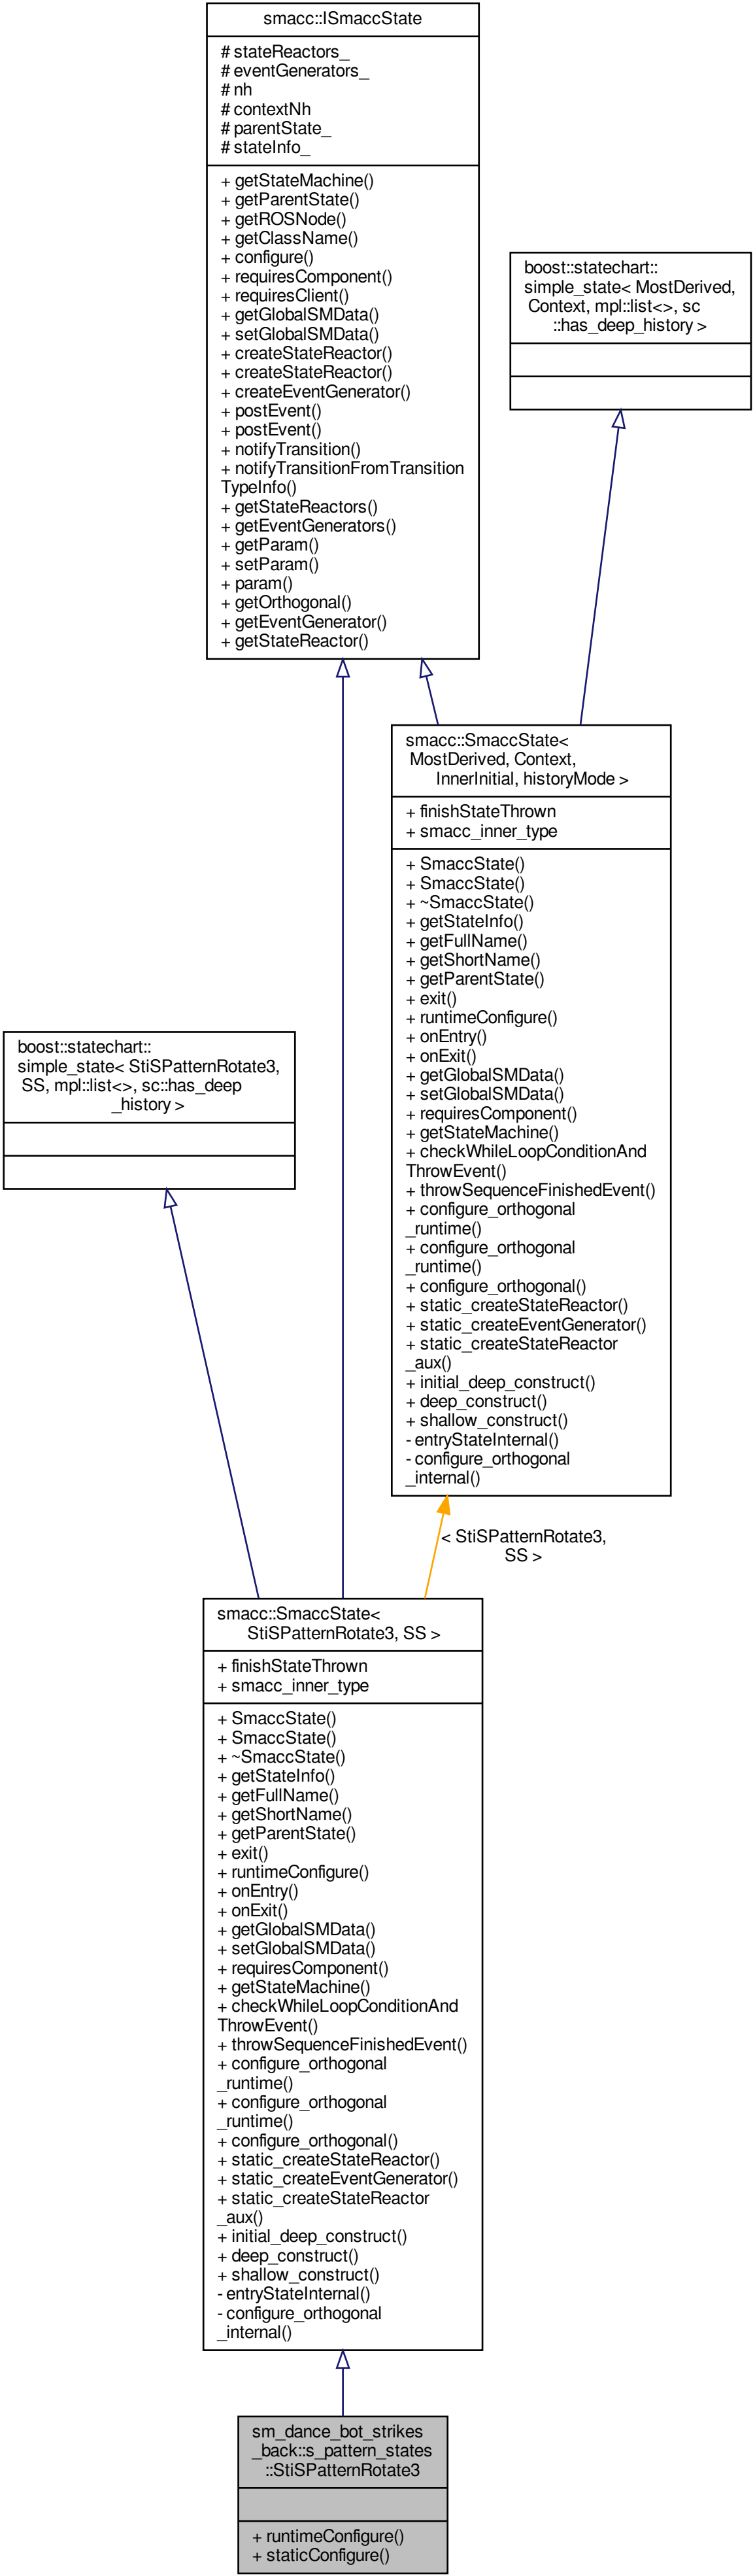 smacc::ISmaccState
# stateReactors_
# eventGenerators_
# nh
# contextNh
# parentState_
# stateInfo_
+ getStateMachine()
+ getParentState()
+ getROSNode()
+ getClassName()
+ configure()
+ requiresComponent()
+ requiresClient()
+ getGlobalSMData()
+ setGlobalSMData()
+ createStateReactor()
+ createStateReactor()
+ createEventGenerator()
+ postEvent()
+ postEvent()
+ notifyTransition()
+ notifyTransitionFromTransition
TypeInfo()
+ getStateReactors()
+ getEventGenerators()
+ getParam()
+ setParam()
+ param()
+ getOrthogonal()
+ getEventGenerator()
+ getStateReactor()
boost::statechart::
simple_state< MostDerived,
Context, mpl::list<>, sc
::has_deep_history >
smacc::SmaccState<
MostDerived, Context,
InnerInitial, historyMode >
+ finishStateThrown
+ smacc_inner_type
+ SmaccState()
+ SmaccState()
+ ~SmaccState()
+ getStateInfo()
+ getFullName()
+ getShortName()
+ getParentState()
+ exit()
+ runtimeConfigure()
+ onEntry()
+ onExit()
+ getGlobalSMData()
+ setGlobalSMData()
+ requiresComponent()
+ getStateMachine()
+ checkWhileLoopConditionAnd
ThrowEvent()
+ throwSequenceFinishedEvent()
+ configure_orthogonal
_runtime()
+ configure_orthogonal
_runtime()
+ configure_orthogonal()
+ static_createStateReactor()
+ static_createEventGenerator()
+ static_createStateReactor
_aux()
+ initial_deep_construct()
+ deep_construct()
+ shallow_construct()
- entryStateInternal()
- configure_orthogonal
_internal()
boost::statechart::
simple_state< StiSPatternRotate3,
SS, mpl::list<>, sc::has_deep
_history >
< StiSPatternRotate3,
SS >
smacc::SmaccState<
StiSPatternRotate3, SS >
+ finishStateThrown
+ smacc_inner_type
+ SmaccState()
+ SmaccState()
+ ~SmaccState()
+ getStateInfo()
+ getFullName()
+ getShortName()
+ getParentState()
+ exit()
+ runtimeConfigure()
+ onEntry()
+ onExit()
+ getGlobalSMData()
+ setGlobalSMData()
+ requiresComponent()
+ getStateMachine()
+ checkWhileLoopConditionAnd
ThrowEvent()
+ throwSequenceFinishedEvent()
+ configure_orthogonal
_runtime()
+ configure_orthogonal
_runtime()
+ configure_orthogonal()
+ static_createStateReactor()
+ static_createEventGenerator()
+ static_createStateReactor
_aux()
+ initial_deep_construct()
+ deep_construct()
+ shallow_construct()
- entryStateInternal()
- configure_orthogonal
_internal()
sm_dance_bot_strikes
_back::s_pattern_states
::StiSPatternRotate3
+ runtimeConfigure()
+ staticConfigure()